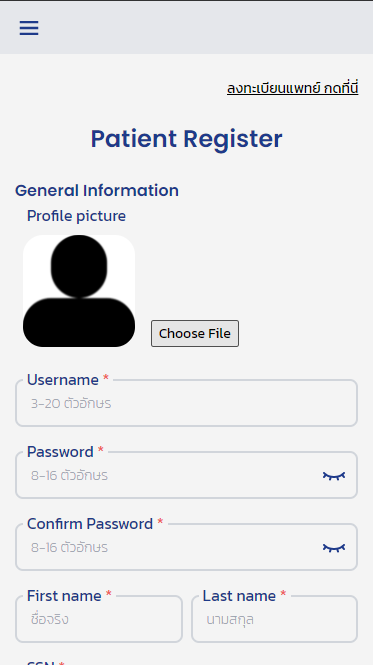 ลงทะเบียนแพทย์ กดที่นี่
Patient Register
General Information
Profile picture
Choose File
Username *
3-20 ตัวอักษร
Password *
8-16 ตัวอักษร
Confirm Password *
8-16 ตัวอักษร
First name * Last name *
ชื่อจริง นามสกุล
SSN *